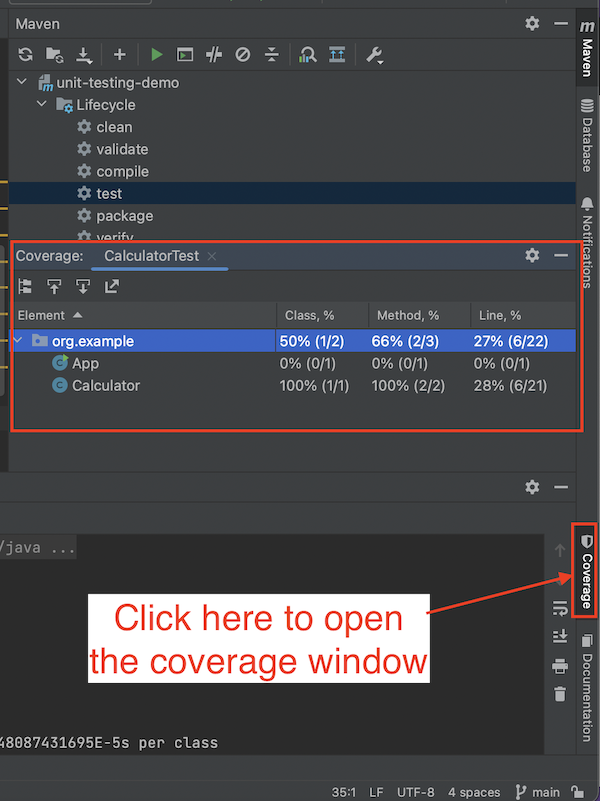 Maven
unit-testing-demo
Lifecycle
clean
validate
compile
test
package
verify
Coverage: CalculatorTest
Element Class, % Method, % Line, %
org.example 50% (1/2) 66% (2/3) 27% (6/22)
App 0% (0/1) 0% (0/1) 0% (0/1)
Calculator 100% (1/1) 100% (2/2) 28% (6/21)
/java ...
Click here to open
the coverage window
48087431695E-5s per class
35:1 LF UTF-8 4 spaces main
m
Maven
Database
Notifications
Coverage
Documentation